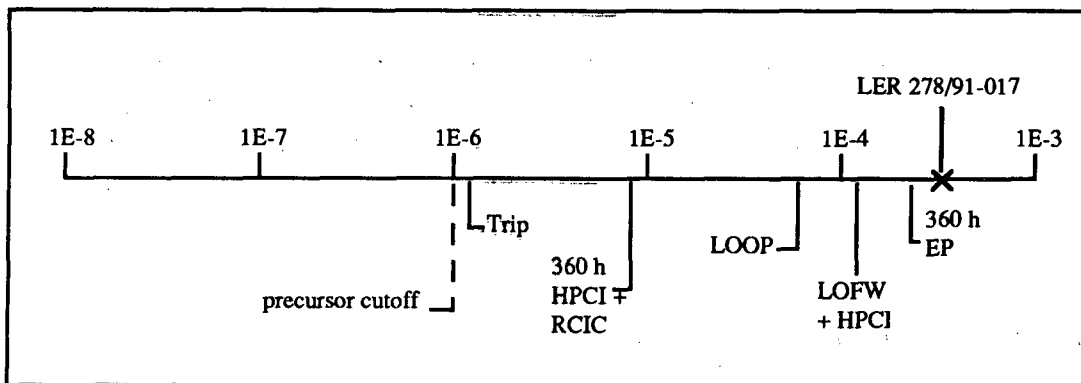 LER 278/91-017
1E-8 1E-7 1E-6 1E-5 1E-4 1E-3
Trip
precursor cutoff
360 h
HPCI +
RCIC
LOOP
LOFW
+ HPCI
360 h
EP